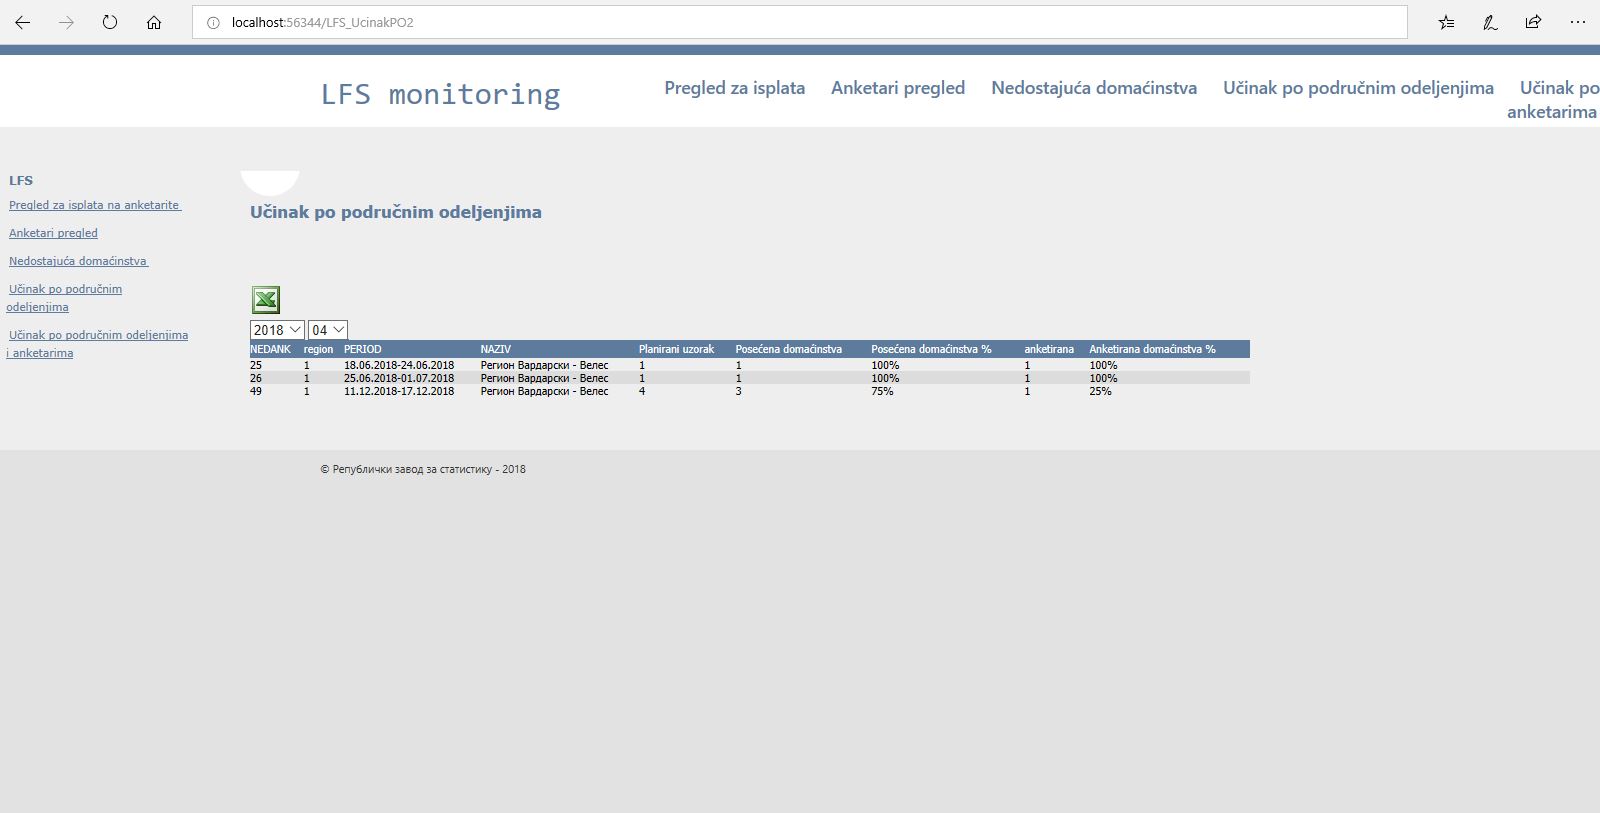 localhost:56344/LFS_UcinakPO2
LFS monitoring
Pregled za isplata Anketari pregled Nedostajuća domaćinstva Učinak po područnim odeljenjima Učinak po
anketarima
LFS
Pregled za isplata na anketarite
Anketari pregled
Nedostajuća domaćinstva
Učinak po područnim
odeljenjima
Učinak po područnim odeljenjima
i anketarima
Učinak po područnim odeljenjima
2018 04
NEDANK region PERIOD NAZIV Planirani uzorak Posećena domaćinstva Posećena domaćinstva % anketirana Anketirana domaćinstva %
25 1 18.06.2018-24.06.2018 Регион Вардарски - Велес 1 1 100% 1 100%
26 1 25.06.2018-01.07.2018 Регион Вардарски - Велес 1 1 100% 1 100%
49 1 11.12.2018-17.12.2018 Регион Вардарски - Велес 4 3 75% 1 25%
© Републички завод за статистику - 2018